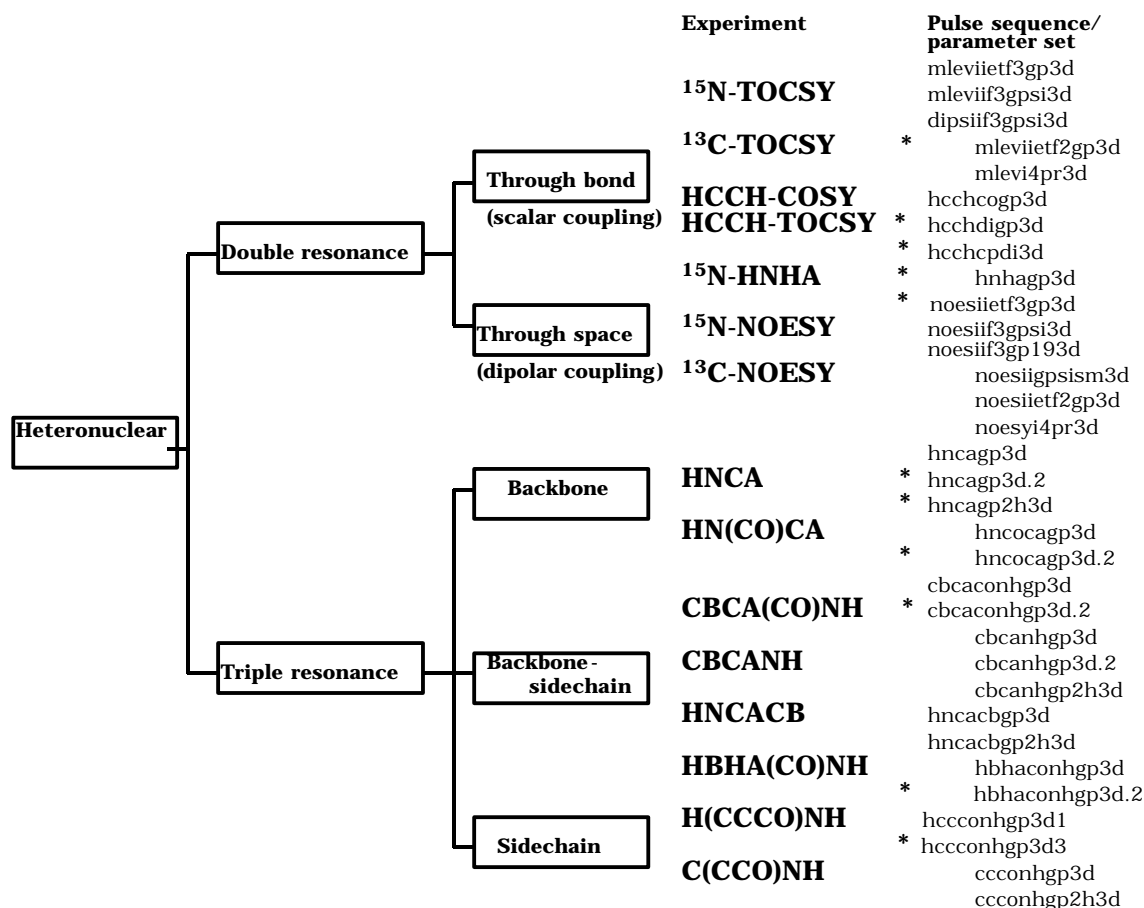 Experiment
Pulse sequence/
parameter set
mleviietf3gp3d
¹⁵N-TOCSY
mleviif3gpsi3d
dipsiif3gpsi3d
¹³C-TOCSY * mleviietf2gp3d
mlevi4pr3d
Through bond
(scalar coupling)
HCCH-COSY hcchcogp3d
HCCH-TOCSY * hcchdigp3d
Double resonance
* hcchcpdi3d
¹⁵N-HNHA * hnhagp3d
* noesiietf3gp3d
Through space
(dipolar coupling)
¹⁵N-NOESY noesiif3gpsi3d
noesiif3gp193d
¹³C-NOESY noesiigpsism3d
noesiietf2gp3d
noesyi4pr3d
Heteronuclear
hncagp3d
Backbone
HNCA * hncagp3d.2
* hncagp2h3d
HN(CO)CA hncocagp3d
* hncocagp3d.2
cbcaconhgp3d
CBCA(CO)NH * cbcaconhgp3d.2
cbcanhgp3d
Triple resonance
Backbone-
sidechain
CBCANH cbcanhgp3d.2
cbcanhgp2h3d
HNCACB hncacbgp3d
hncacbgp2h3d
HBHA(CO)NH hbhaconhgp3d
* hbhaconhgp3d.2
H(CCCO)NH hccconhgp3d1
Sidechain
* hccconhgp3d3
C(CCO)NH ccconhgp3d
ccconhgp2h3d